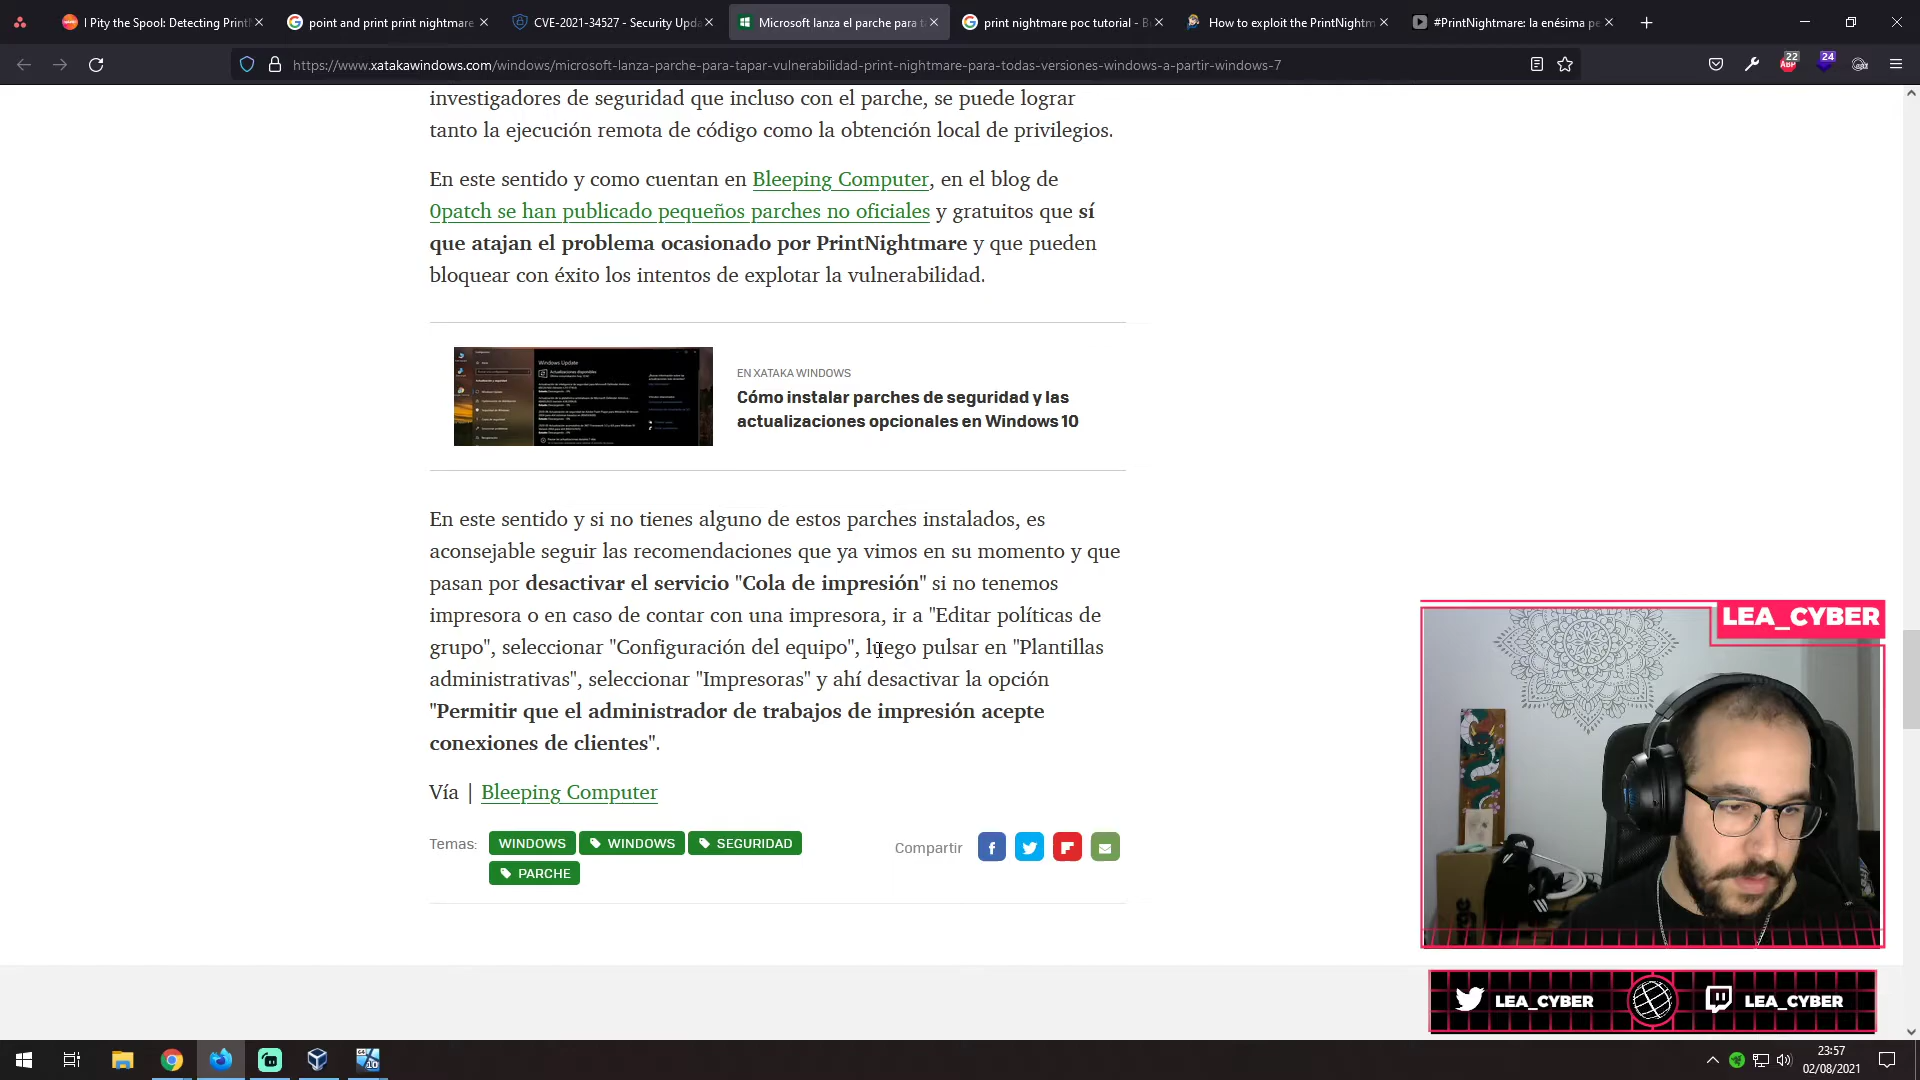 I Pity the Spool: Detecting Print
point and print print nightmare
CVE-2021-34527 - Security Upd
Microsoft lanza el parche para t
print nightmare poc tutorial - B
How to exploit the PrintNightm
#PrintNightmare: la enésima pe
https://www.xatakawindows.com/windows/microsoft-lanza-parche-para-tapar-vulnerabilidad-print-nightmare-para-todas-versiones-windows-a-partir-windows-7
22
ABP
24
investigadores de seguridad que incluso con el parche, se puede lograr
tanto la ejecución remota de código como la obtención local de privilegios.
En este sentido y como cuentan en Bleeping Computer, en el blog de
0patch se han publicado pequeños parches no oficiales y gratuitos que sí
que atajan el problema ocasionado por PrintNightmare y que pueden
bloquear con éxito los intentos de explotar la vulnerabilidad.
Windows Update
EN XATAKA WINDOWS
Cómo instalar parches de seguridad y las
actualizaciones opcionales en Windows 10
En este sentido y si no tienes alguno de estos parches instalados, es
aconsejable seguir las recomendaciones que ya vimos en su momento y que
pasan por desactivar el servicio "Cola de impresión" si no tenemos
impresora o en caso de contar con una impresora, ir a "Editar políticas de
grupo", seleccionar "Configuración del equipo", luego pulsar en "Plantillas
administrativas", seleccionar "Impresoras" y ahí desactivar la opción
"Permitir que el administrador de trabajos de impresión acepte
conexiones de clientes".
Vía | Bleeping Computer
Temas:
WINDOWS
WINDOWS
SEGURIDAD
PARCHE
Compartir
LEA_CYBER
LEA_CYBER
LEA_CYBER
10
23:57
02/08/2021